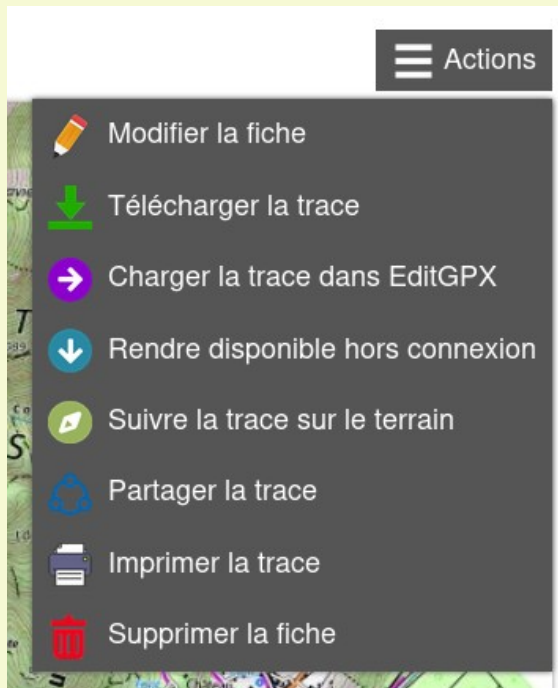 Actions
Modifier la fiche
Télécharger la trace
Charger la trace dans EditGPX
Rendre disponible hors connexion
Suivre la trace sur le terrain
Partager la trace
Imprimer la trace
Supprimer la fiche